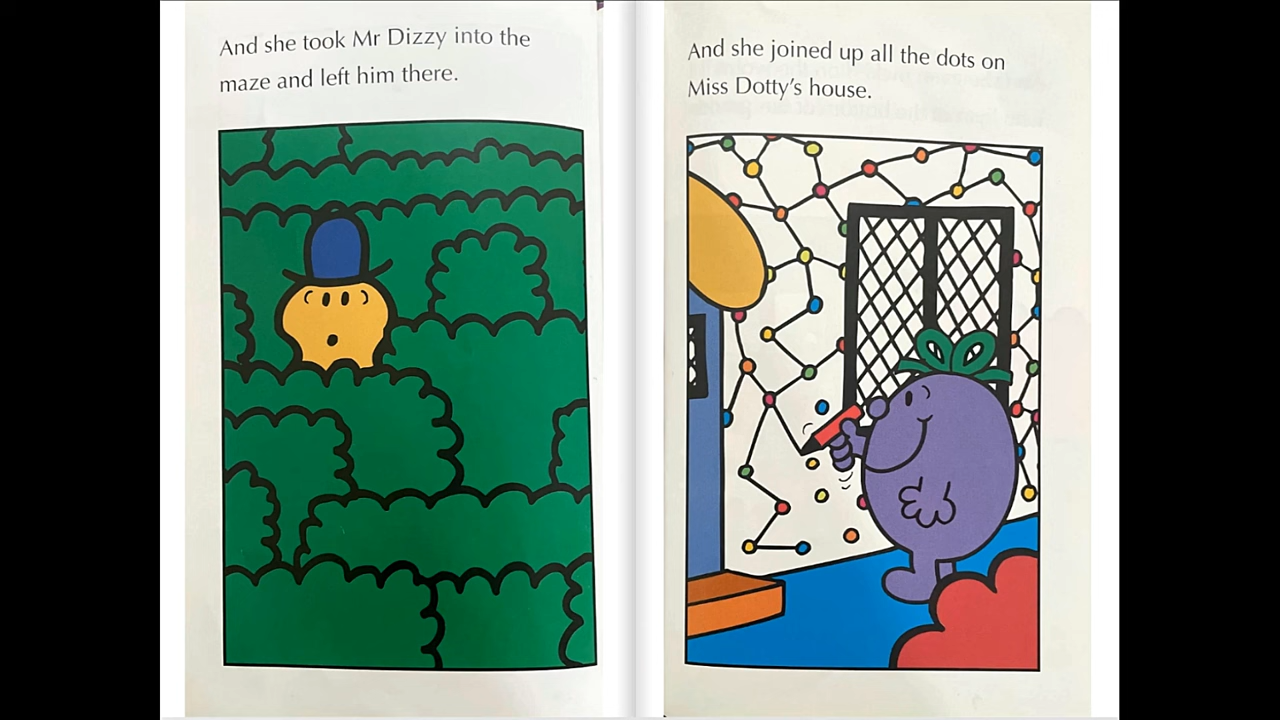 And she took Mr Dizzy into the
maze and left him there.
And she joined up all the dots on
Miss Dotty's house.